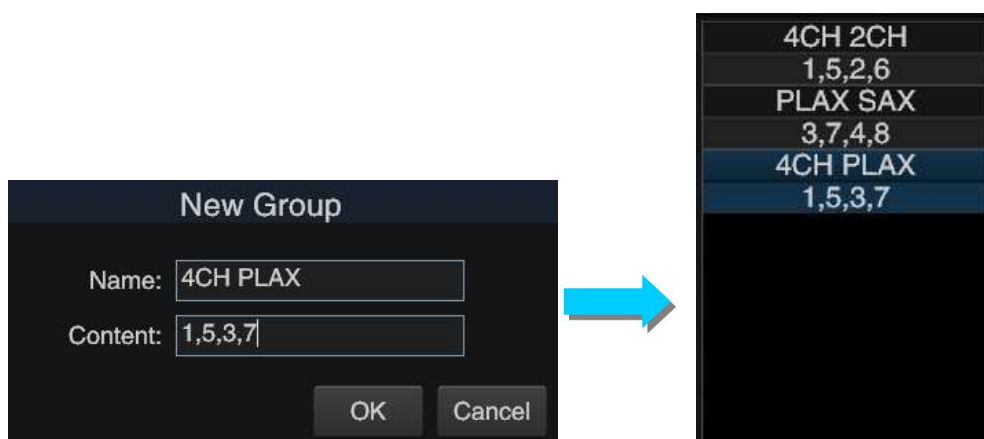 New Group
Name: 4CH PLAX
Content: 1,5,3,7
OK Cancel
4CH 2CH
1,5,2,6
PLAX SAX
3,7,4,8
4CH PLAX
1,5,3,7